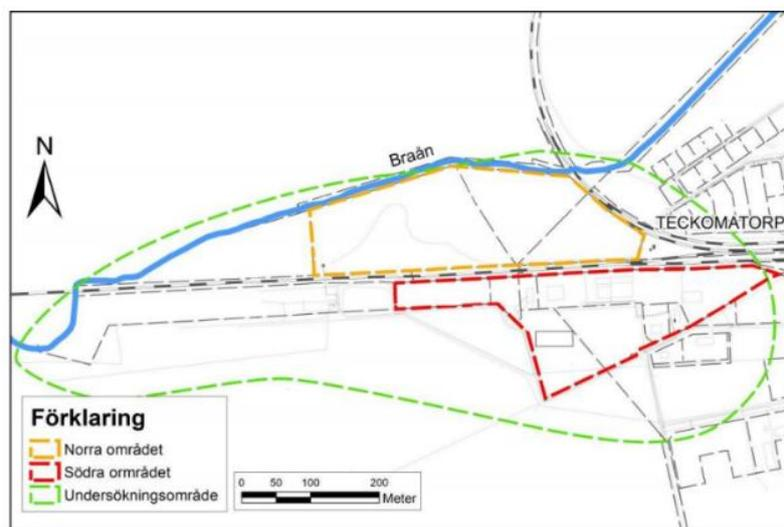 Braån
N
TECKOMATORP
Förklaring
Norra området
Södra ormrådet
Undersökningsområde
0 50 100 200
Meter